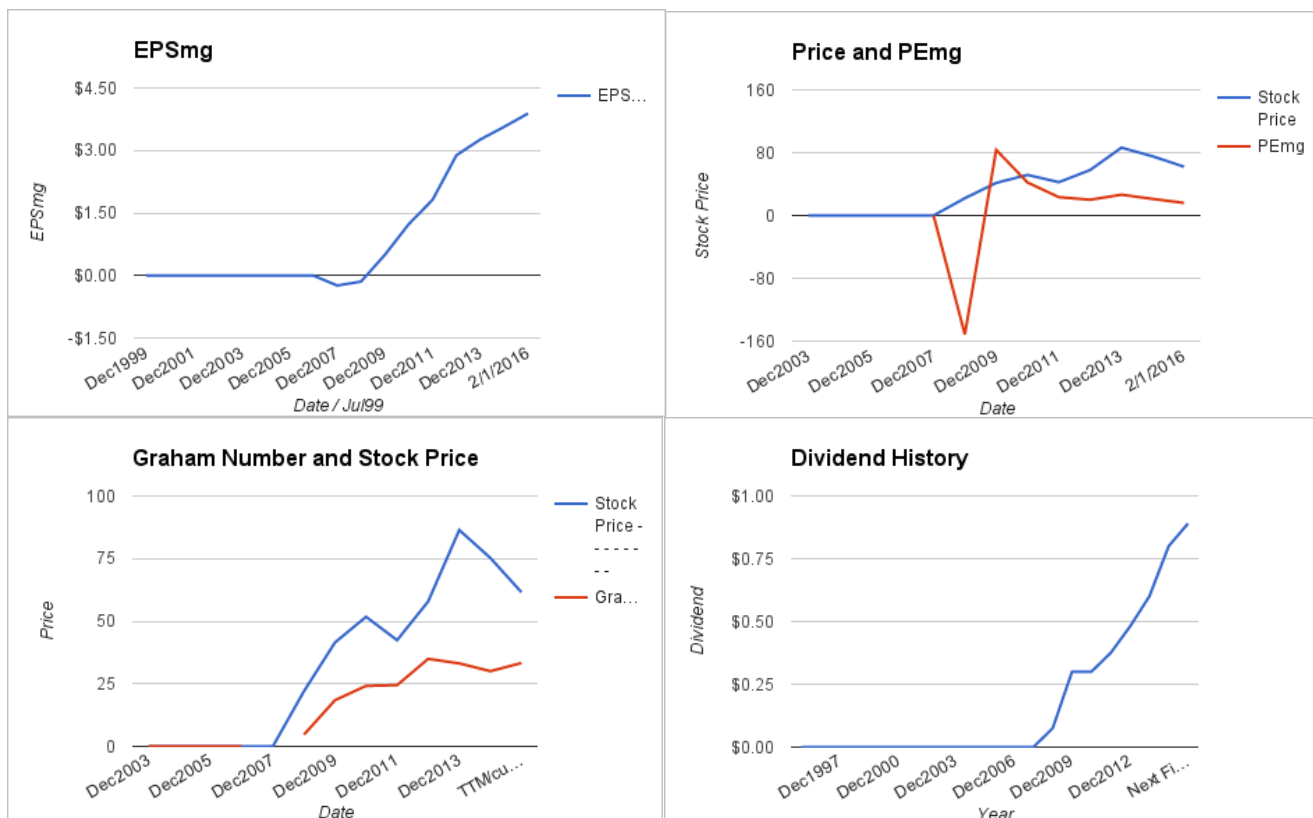 EPSmg
$4.50
$3.00
$1.50
$0.00
-$1.50
EPSmg
EPS...
Dec1999
Dec2001
Dec2003
Dec2005
Dec2007
Dec2009
Dec2011
Dec2013
2/1/2016
Date / Jul99
Price and PEmg
160
80
0
-80
-160
Stock Price
Stock
Price
PEmg
Dec2003
Dec2005
Dec2007
Dec2009
Dec2011
Dec2013
2/1/2016
Date
Graham Number and Stock Price
100
75
50
25
0
Price
Stock
Price -
- - - - -
- -
Gra...
Dec2003
Dec2005
Dec2007
Dec2009
Dec2011
Dec2013
TTM/cu...
Date
Dividend History
$1.00
$0.75
$0.50
$0.25
$0.00
Dividend
Dec1997
Dec2000
Dec2003
Dec2006
Dec2009
Dec2012
Next Fi...
Year